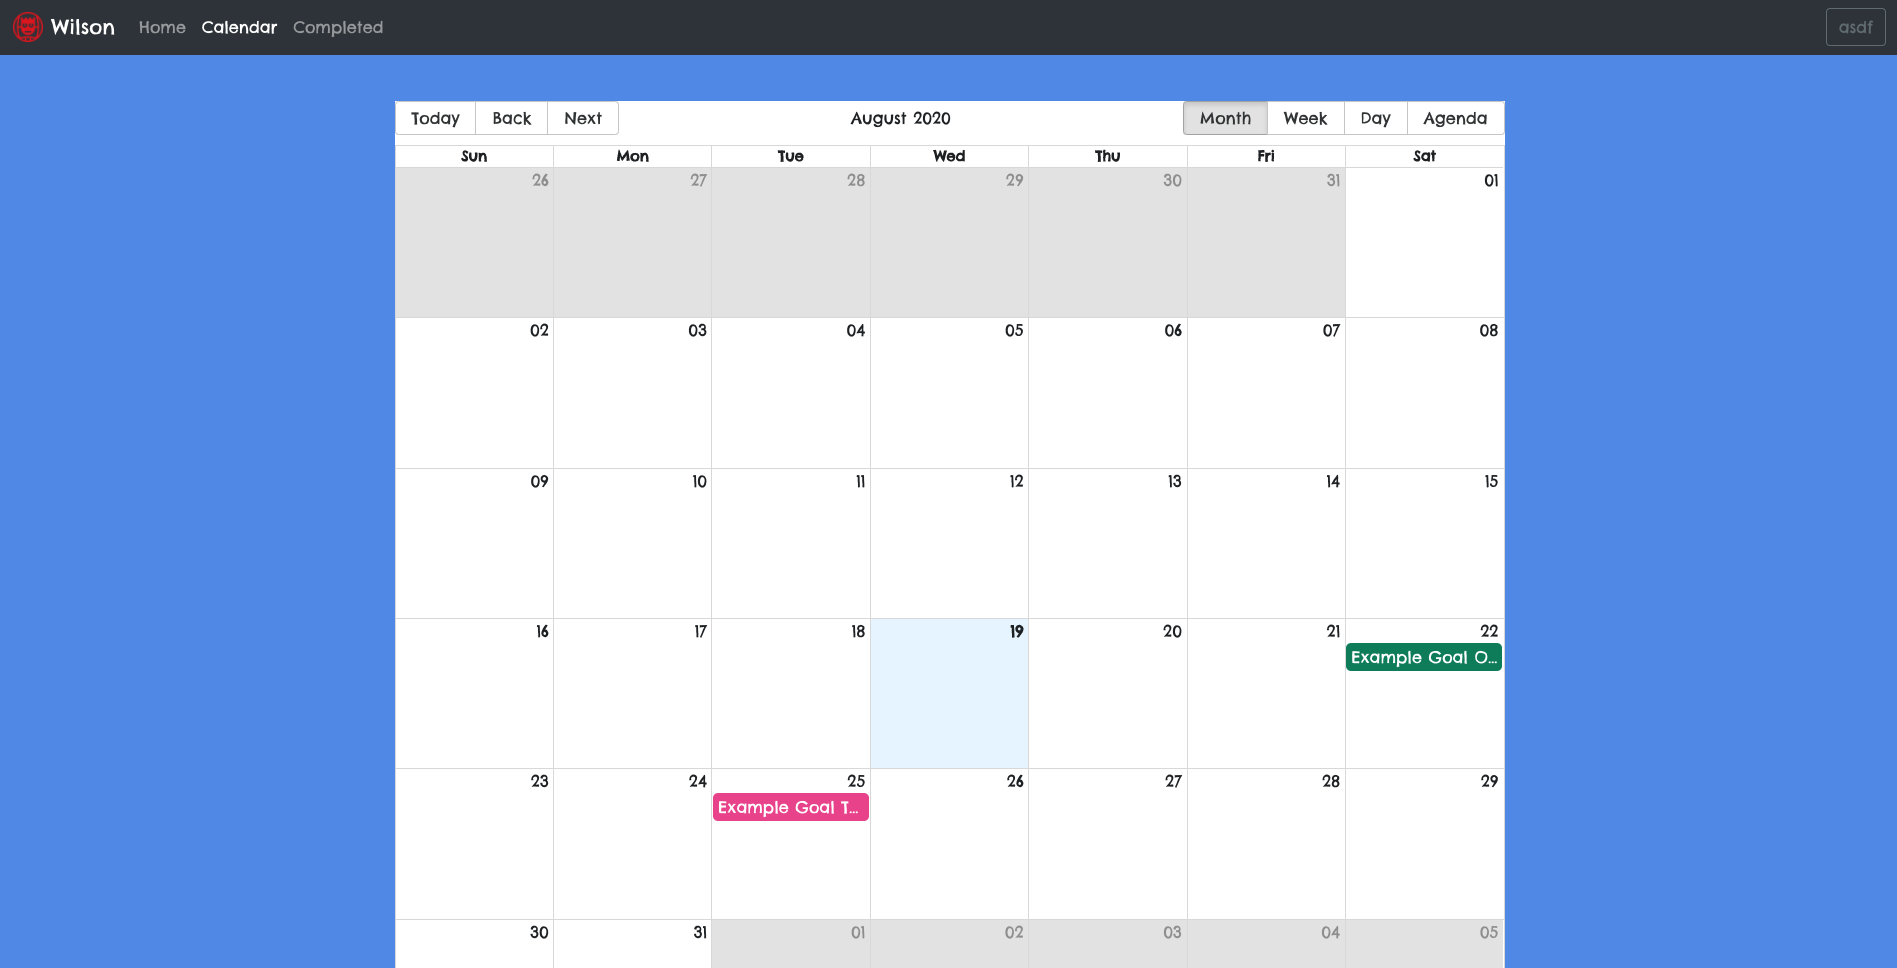 Wilson Home Calendar Completed asdf
Today Back Next August 2020 Month Week Day Agenda
Sun Mon Tue Wed Thu Fri Sat
26 27 28 29 30 31 01
02 03 04 05 06 07 08
09 10 11 12 13 14 15
16 17 18 19 20 21 22
Example Goal O...
23 24 25 26 27 28 29
Example Goal T...
30 31 01 02 03 04 05